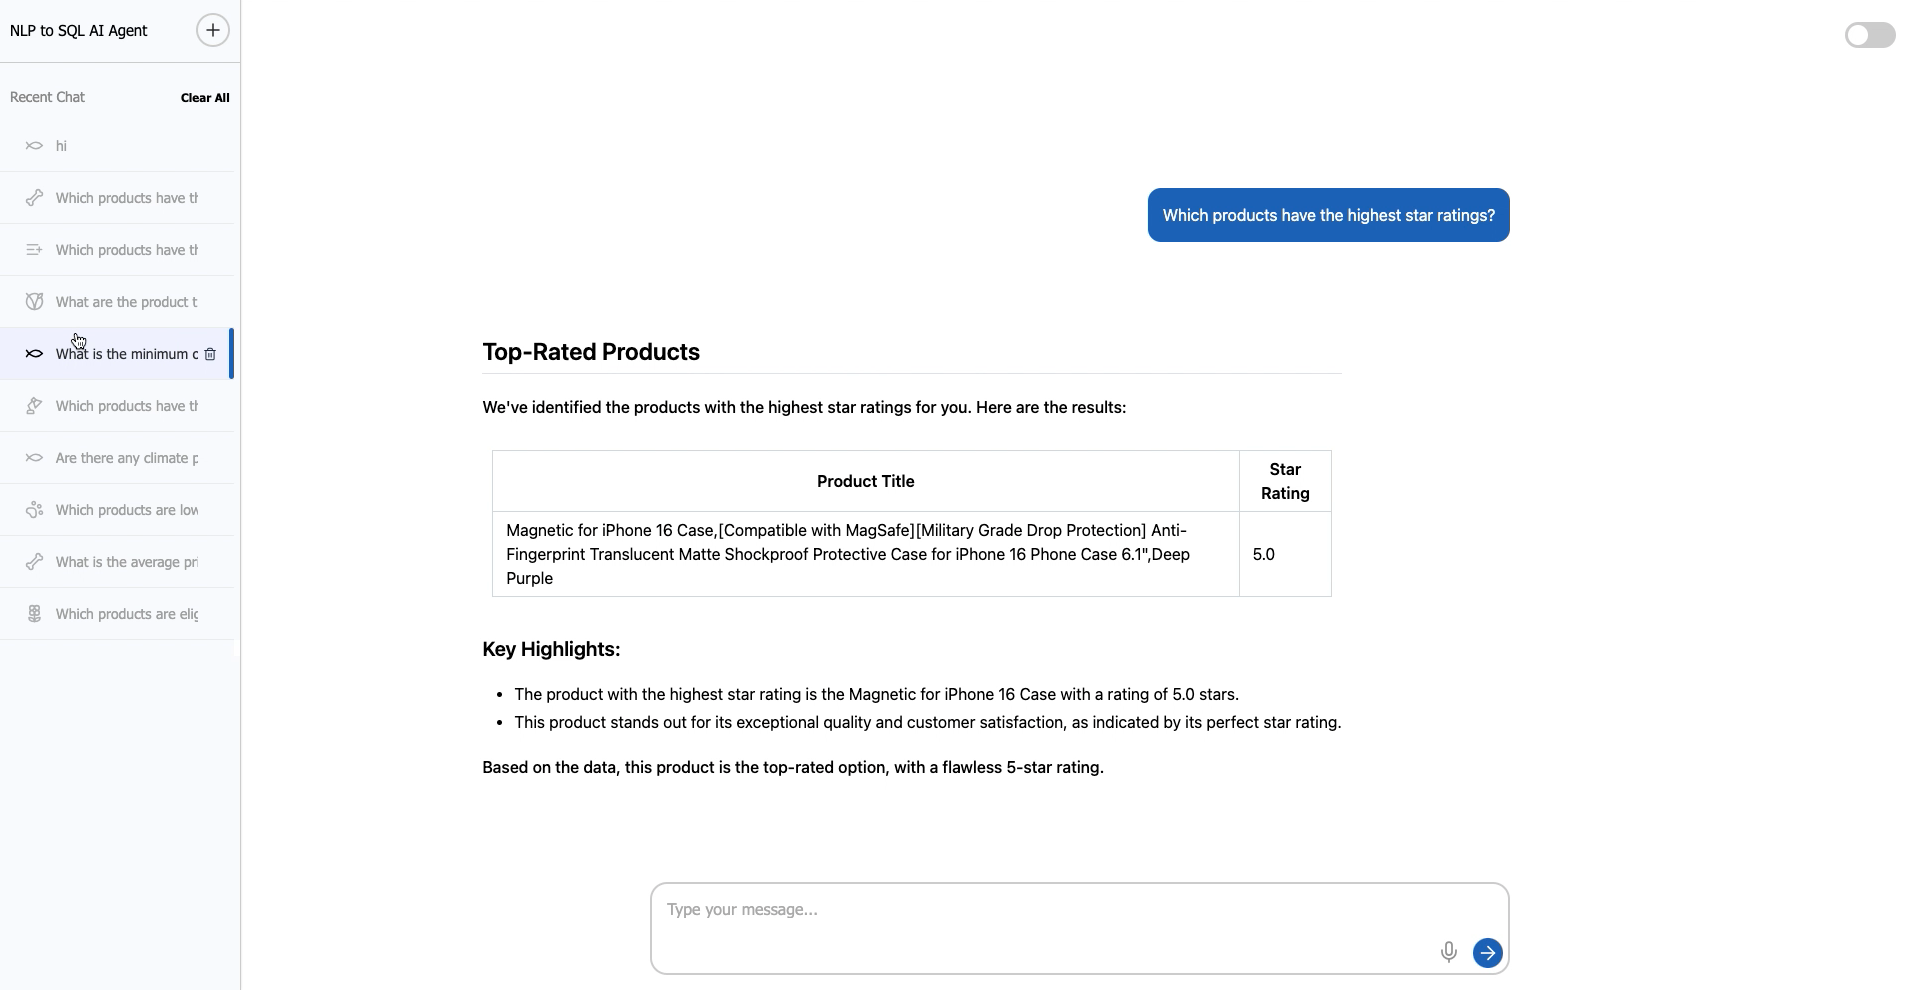 NLP to SQL AI Agent
Recent Chat
Clear All
hi
Which products have th
Which products have th
What are the product t
What is the minimum o
Which products have th
Are there any climate p
Which products are low
What is the average pri
Which products are elig
Which products have the highest star ratings?
Top-Rated Products
We've identified the products with the highest star ratings for you. Here are the results:
Product Title
Star
Rating
Magnetic for iPhone 16 Case,[Compatible with MagSafe][Military Grade Drop Protection] Anti-
Fingerprint Translucent Matte Shockproof Protective Case for iPhone 16 Phone Case 6.1",Deep
Purple
5.0
Key Highlights:
• The product with the highest star rating is the Magnetic for iPhone 16 Case with a rating of 5.0 stars.
• This product stands out for its exceptional quality and customer satisfaction, as indicated by its perfect star rating.
Based on the data, this product is the top-rated option, with a flawless 5-star rating.
Type your message...